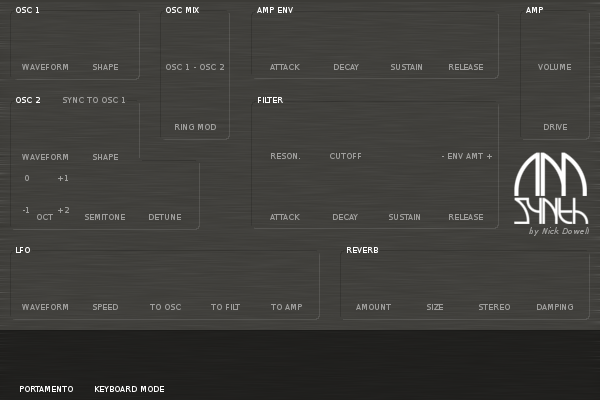 OSC 1
WAVEFORM SHAPE
OSC MIX
OSC 1 - OSC 2
RING MOD
AMP ENV
ATTACK DECAY SUSTAIN RELEASE
AMP
VOLUME
DRIVE
OSC 2 SYNC TO OSC 1
WAVEFORM SHAPE
0 +1
-1 +2
OCT SEMITONE DETUNE
FILTER
RESON. CUTOFF - ENV AMT +
ATTACK DECAY SUSTAIN RELEASE
AM
SYNth
by Nick Dowell
LFO
WAVEFORM SPEED TO OSC TO FILT TO AMP
REVERB
AMOUNT SIZE STEREO DAMPING
PORTAMENTO KEYBOARD MODE